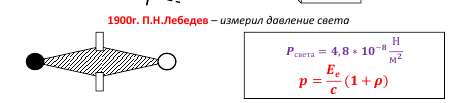 1900г. П.Н.Лебедев – измерил давление света
Pсвета = 4,8 * 10⁻⁸ Н/м²
p = Eₑ/c (1 + ρ)